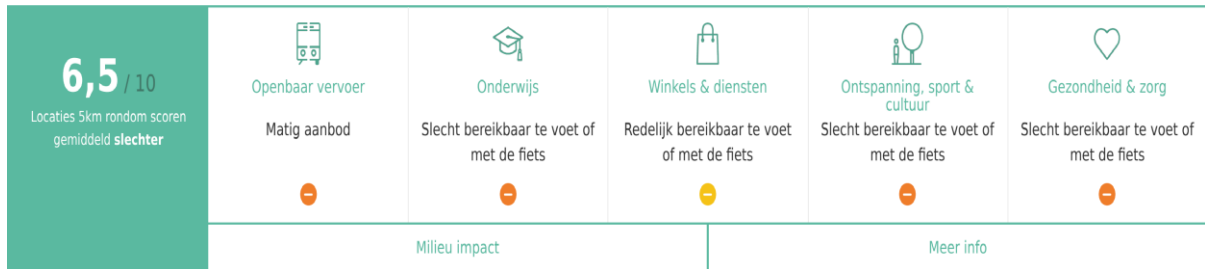 6,5 / 10
Locaties 5km rondom scoren
gemiddeld slechter
Openbaar vervoer
Matig aanbod
Onderwijs
Slecht bereikbaar te voet of
met de fiets
Winkels & diensten
Redelijk bereikbaar te voet
of met de fiets
Ontspanning, sport &
cultuur
Slecht bereikbaar te voet of
met de fiets
Gezondheid & zorg
Slecht bereikbaar te voet of
met de fiets
Milieu impact
Meer info